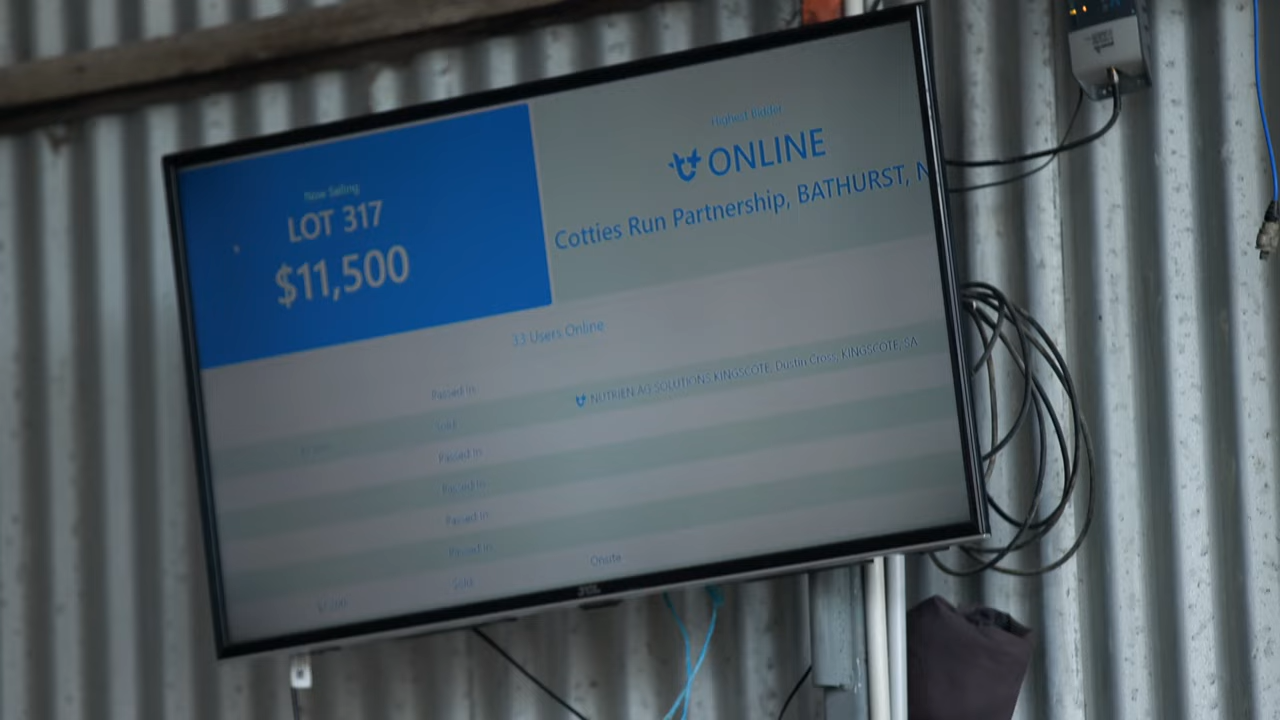 Now Selling
LOT 317
$11,500
Highest Bidder
ONLINE
Cotties Run Partnership, BATHURST, N
33 Users Online
Passed In
Sold
NUTRIEN AG SOLUTIONS KINGSCOTE, Dustin Cross, KINGSCOTE, SA
Passed In
Passed In
Passed In
Passed In
Sold
Onsite